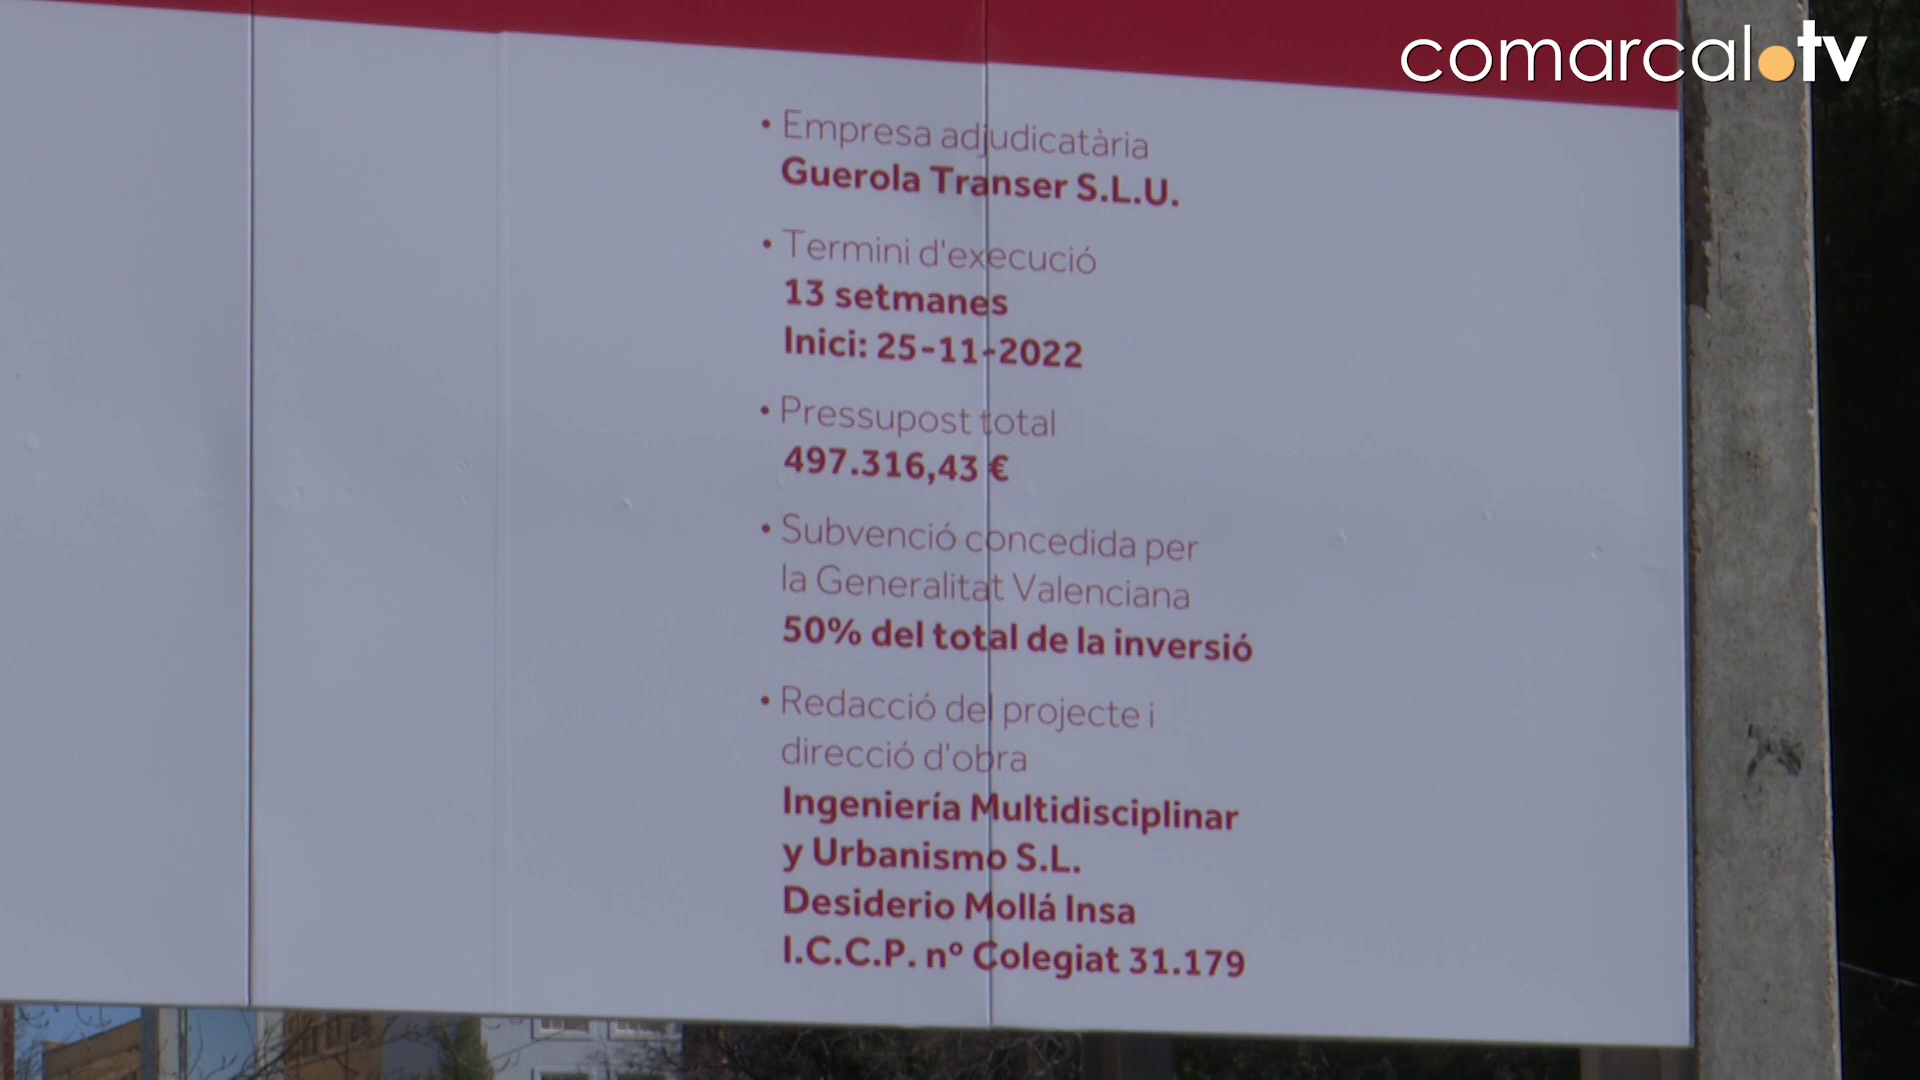 comarcal.tv
• Empresa adjudicatària
Guerola Transer S.L.U.
• Termini d'execució
13 setmanes
Inici: 25-11-2022
• Pressupost total
497.316,43 €
• Subvenció concedida per
la Generalitat Valenciana
50% del total de la inversió
• Redacció del projecte i
direcció d'obra
Ingeniería Multidisciplinar
y Urbanismo S.L.
Desiderio Mollá Insa
I.C.C.P. nº Colegiat 31.179